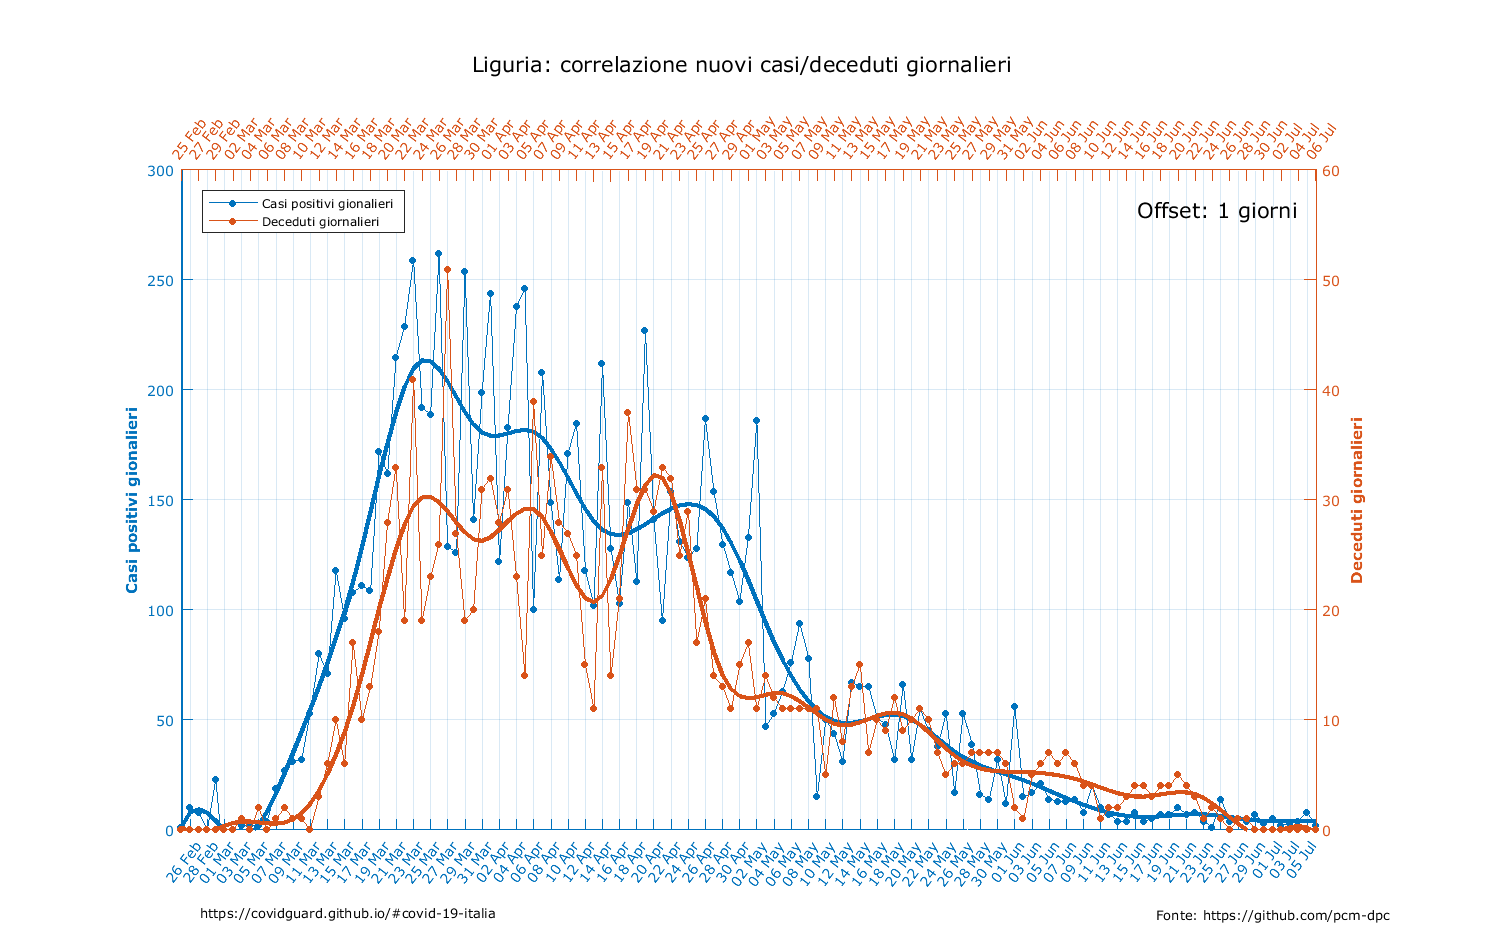 Liguria: correlazione nuovi casi/deceduti giornalieri
25 Feb
27 Feb
29 Feb
02 Mar
04 Mar
06 Mar
08 Mar
10 Mar
12 Mar
14 Mar
16 Mar
18 Mar
20 Mar
22 Mar
24 Mar
26 Mar
28 Mar
30 Mar
01 Apr
03 Apr
05 Apr
07 Apr
09 Apr
11 Apr
13 Apr
15 Apr
17 Apr
19 Apr
21 Apr
23 Apr
25 Apr
27 Apr
29 Apr
01 May
03 May
05 May
07 May
09 May
11 May
13 May
15 May
17 May
19 May
21 May
23 May
25 May
27 May
29 May
31 May
02 Jun
04 Jun
06 Jun
08 Jun
10 Jun
12 Jun
14 Jun
16 Jun
18 Jun
20 Jun
22 Jun
24 Jun
26 Jun
28 Jun
30 Jun
02 Jul
04 Jul
06 Jul
Casi positivi gionalieri
Deceduti giornalieri
Offset: 1 giorni
300
250
200
150
100
50
0
Casi positivi gionalieri
60
50
40
30
20
10
0
Deceduti giornalieri
26 Feb
28 Feb
01 Mar
03 Mar
05 Mar
07 Mar
09 Mar
11 Mar
13 Mar
15 Mar
17 Mar
19 Mar
21 Mar
23 Mar
25 Mar
27 Mar
29 Mar
31 Mar
02 Apr
04 Apr
06 Apr
08 Apr
10 Apr
12 Apr
14 Apr
16 Apr
18 Apr
20 Apr
22 Apr
24 Apr
26 Apr
28 Apr
30 Apr
02 May
04 May
06 May
08 May
10 May
12 May
14 May
16 May
18 May
20 May
22 May
24 May
26 May
28 May
30 May
01 Jun
03 Jun
05 Jun
07 Jun
09 Jun
11 Jun
13 Jun
15 Jun
17 Jun
19 Jun
21 Jun
23 Jun
25 Jun
27 Jun
29 Jun
01 Jul
03 Jul
05 Jul
https://covidguard.github.io/#covid-19-italia
Fonte: https://github.com/pcm-dpc